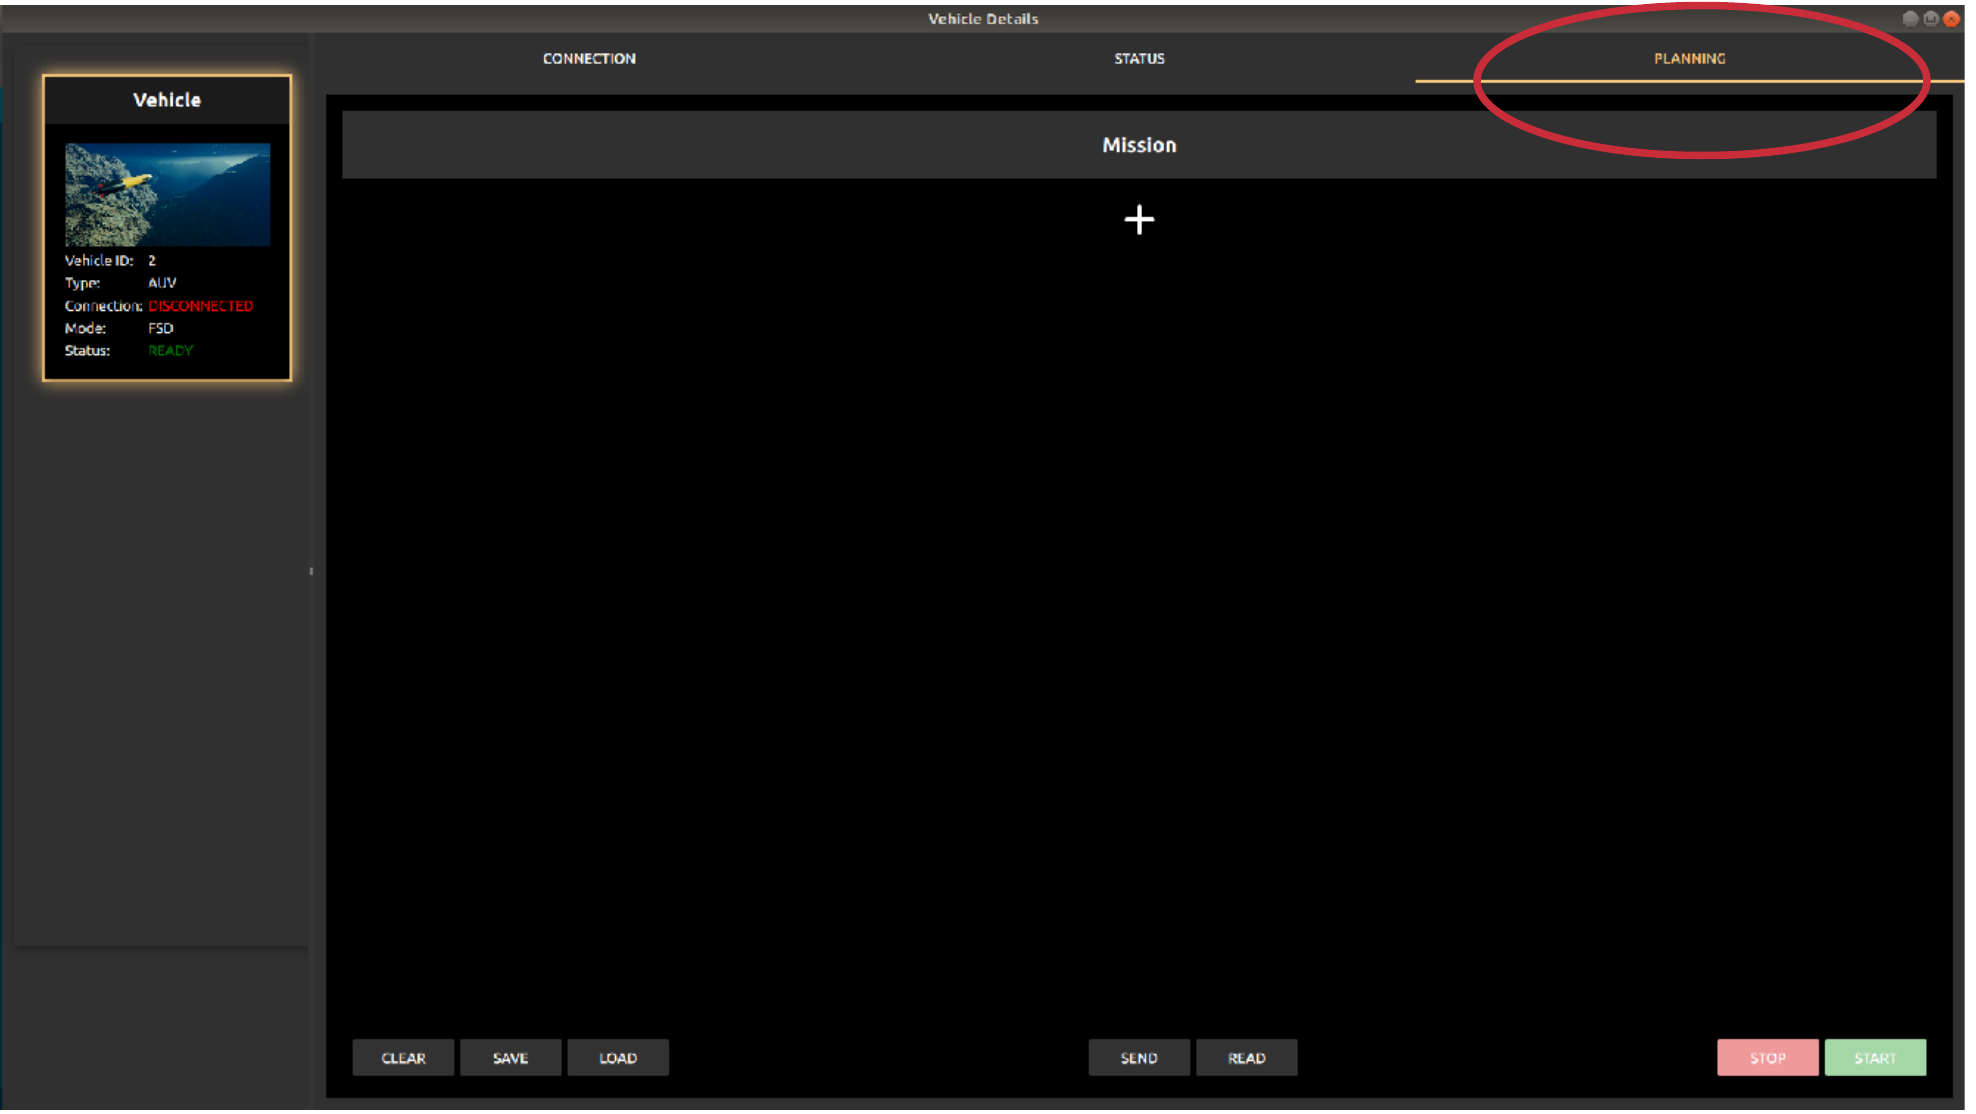 Vehicle Details
CONNECTION
STATUS
PLANNING
Vehicle
Vehicle ID: 2
Type: AUV
Connection: DISCONNECTED
Mode: FSD
Status: READY
Mission
CLEAR
SAVE
LOAD
SEND
READ
STOP
START